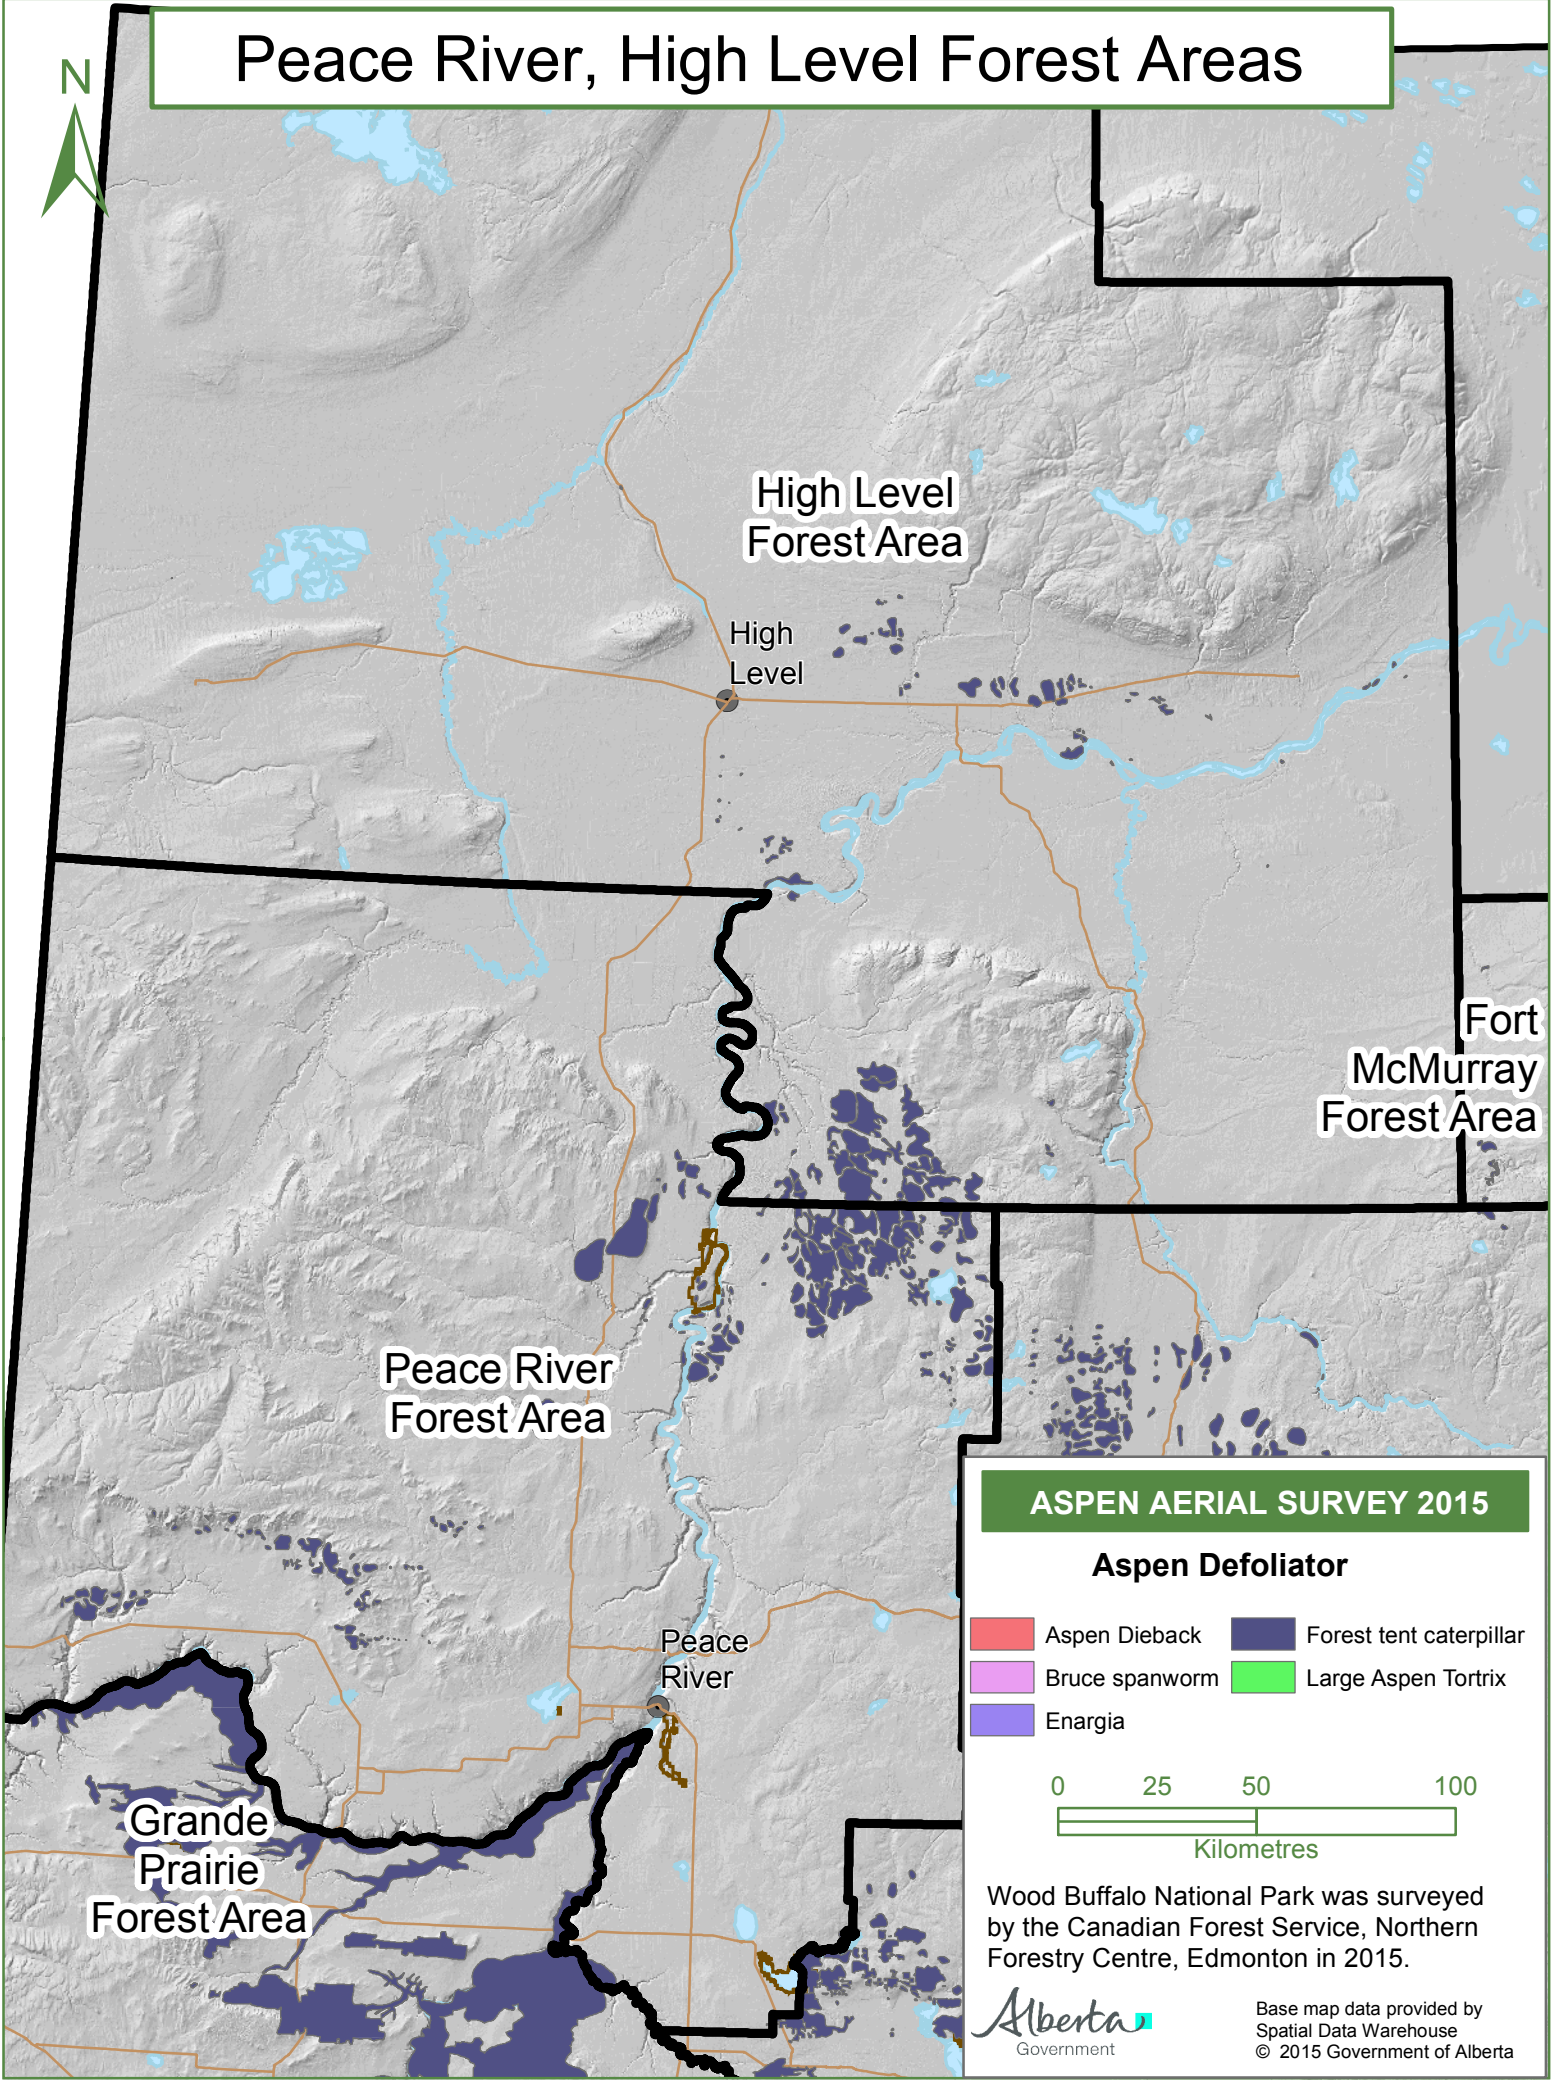 Peace River, High Level Forest Areas
N
High Level
Forest Area
High
Level
Fort
McMurray
Forest Area
Peace River
Forest Area
Peace
River
Grande
Prairie
Forest Area
ASPEN AERIAL SURVEY 2015
Aspen Defoliator
Aspen Dieback
Forest tent caterpillar
Bruce spanworm
Large Aspen Tortrix
Enargia
0 25 50 100
Kilometres
Wood Buffalo National Park was surveyed
by the Canadian Forest Service, Northern
Forestry Centre, Edmonton in 2015.
Alberta
Government
Base map data provided by
Spatial Data Warehouse
© 2015 Government of Alberta